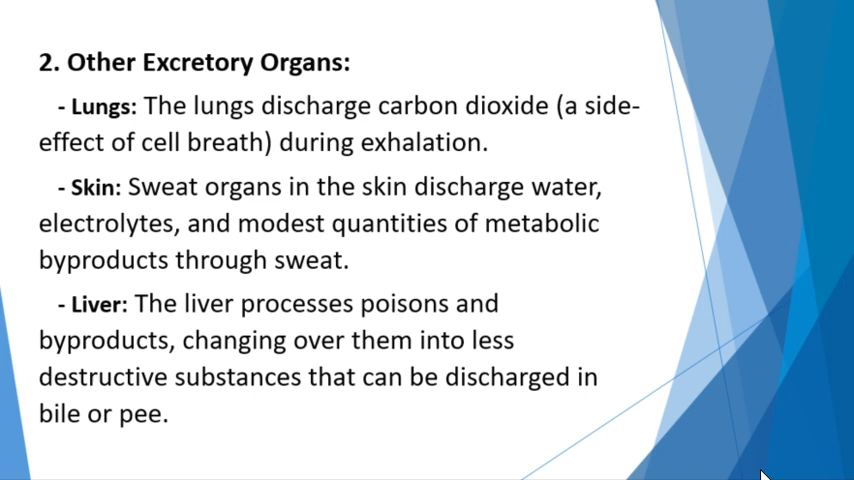 2. Other Excretory Organs:
- Lungs: The lungs discharge carbon dioxide (a side-
effect of cell breath) during exhalation.
- Skin: Sweat organs in the skin discharge water,
electrolytes, and modest quantities of metabolic
byproducts through sweat.
- Liver: The liver processes poisons and
byproducts, changing over them into less
destructive substances that can be discharged in
bile or pee.